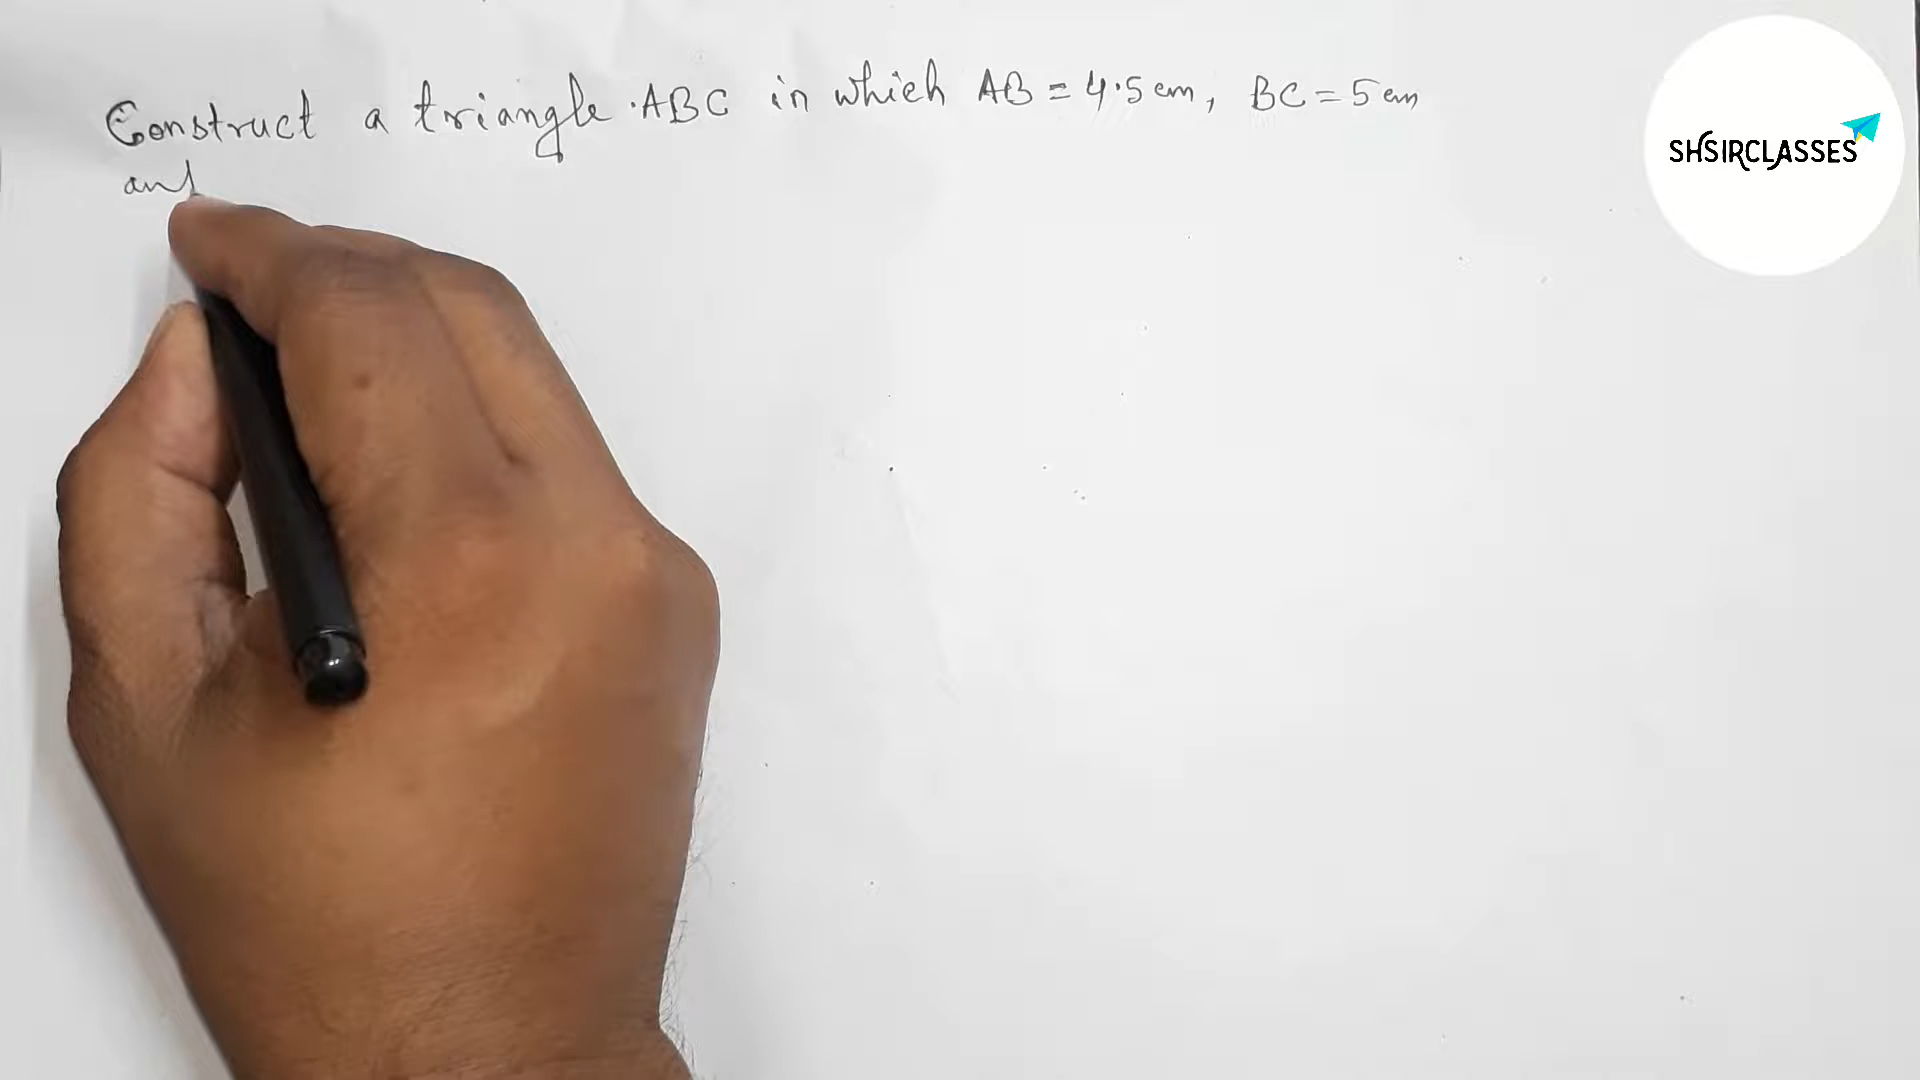 Construct a triangle ABC in which AB = 4.5 cm, BC = 5 cm
and
SHSIRCLASSES